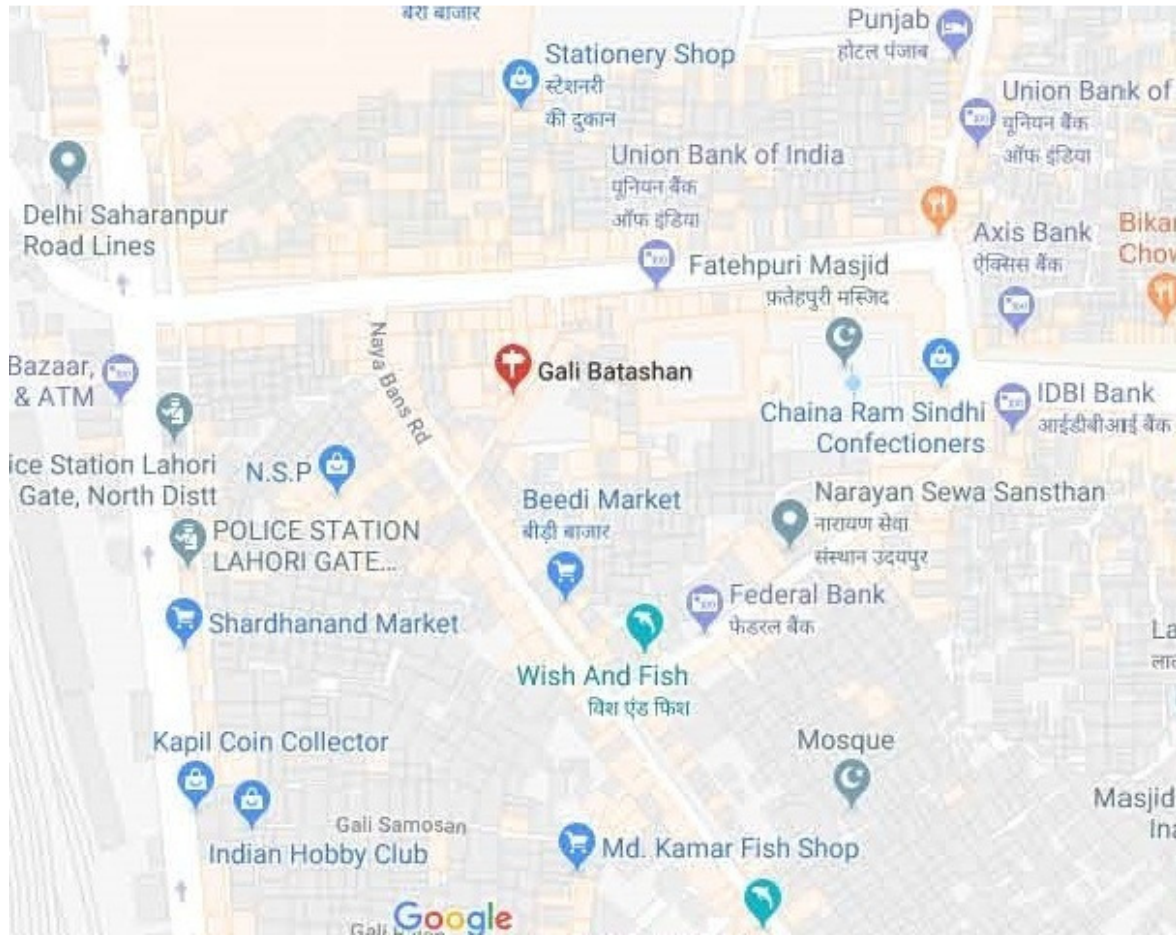 बरी बाजार
Punjab
होटल पंजाब
Stationery Shop
स्टेशनरी
की दुकान
Union Bank of
यूनियन बैंक
ऑफ इंडिया
Union Bank of India
यूनियन बैंक
ऑफ इंडिया
Delhi Saharanpur
Road Lines
Axis Bank
ऐक्सिस बैंक
Fatehpuri Masjid
फ़तेहपुरी मस्जिद
Naya Bans Rd
Gali Batashan
Bazaar,
& ATM
IDBI Bank
आईडीबीआई बैंक
Chaina Ram Sindhi
Confectioners
ice Station Lahori
Gate, North Distt
N.S.P
Beedi Market
बीड़ी बाजार
Narayan Sewa Sansthan
नारायण सेवा
संस्थान उदयपुर
POLICE STATION
LAHORI GATE...
Federal Bank
फेडरल बैंक
Shardhanand Market
Wish And Fish
विश एंड फिश
Kapil Coin Collector
Mosque
Masjid
Gali Samosan
Indian Hobby Club
Md. Kamar Fish Shop
Google
Gali